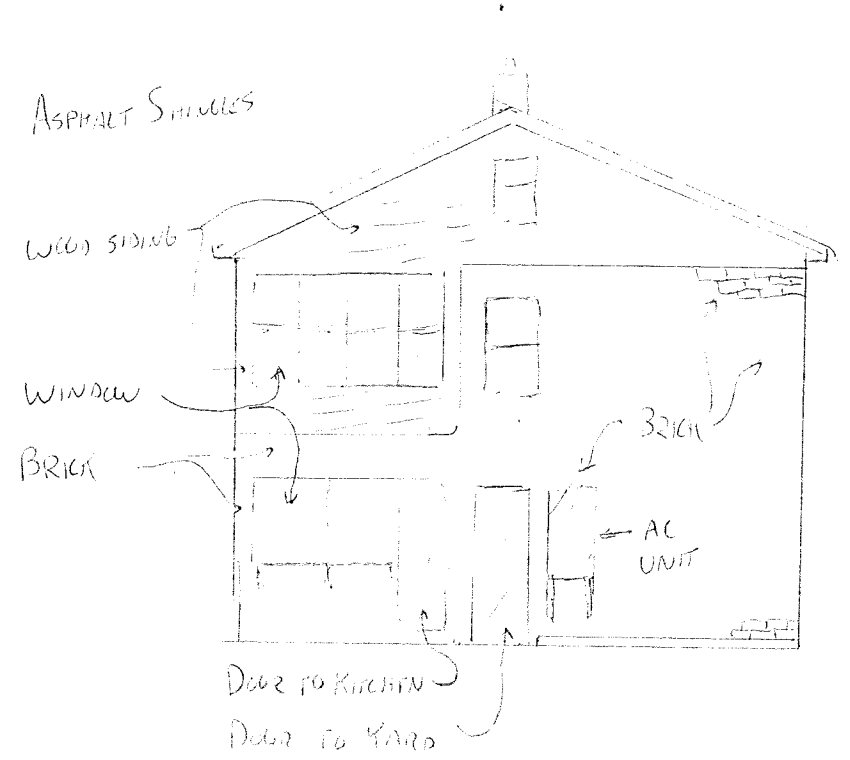 ASPHALT SHINGLES
WOOD SIDING
WINDOW
BRICK
BRICK
AC
UNIT
DOOR TO KITCHEN
DOOR TO YARD